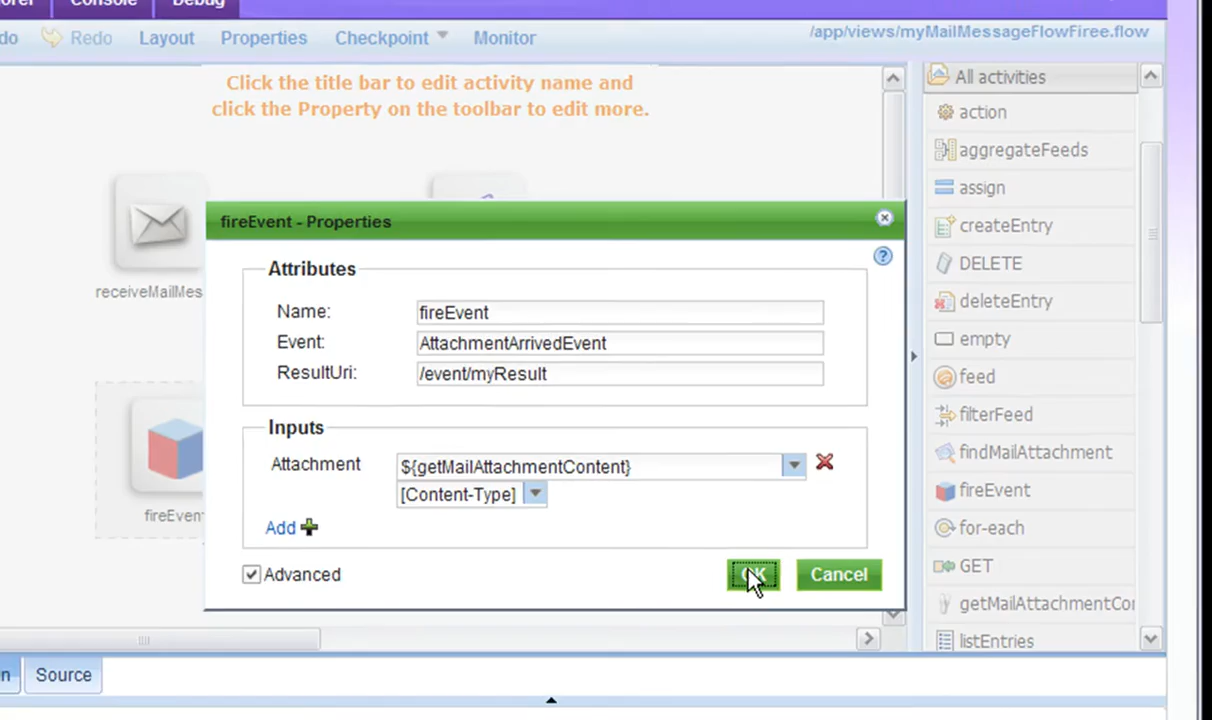 Console
Debug
Redo
Layout
Properties
Checkpoint
Monitor
/app/views/myMailMessageFlowFiree.flow
Click the title bar to edit activity name and
click the Property on the toolbar to edit more.
receiveMailMes
fireEvent
fireEvent - Properties
Attributes
Name:
fireEvent
Event:
AttachmentArrivedEvent
ResultUri:
/event/myResult
Inputs
Attachment
${getMailAttachmentContent}
[Content-Type]
Add
Advanced
OK
Cancel
All activities
action
aggregateFeeds
assign
createEntry
DELETE
deleteEntry
empty
feed
filterFeed
findMailAttachment
fireEvent
for-each
GET
getMailAttachmentCo
listEntries
Source